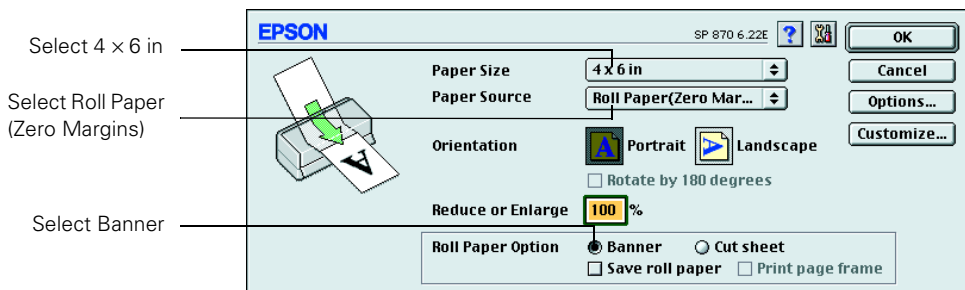 Select 4 × 6 in
Select Roll Paper
(Zero Margins)
Select Banner
EPSON
SP 870 6.22E
?
OK
Paper Size
4 x 6 in
Cancel
Paper Source
Roll Paper(Zero Mar...
Options...
Orientation
A
Portrait
A
Landscape
Customize...
Rotate by 180 degrees
Reduce or Enlarge
100 %
Roll Paper Option
Banner
Cut sheet
Save roll paper
Print page frame
A